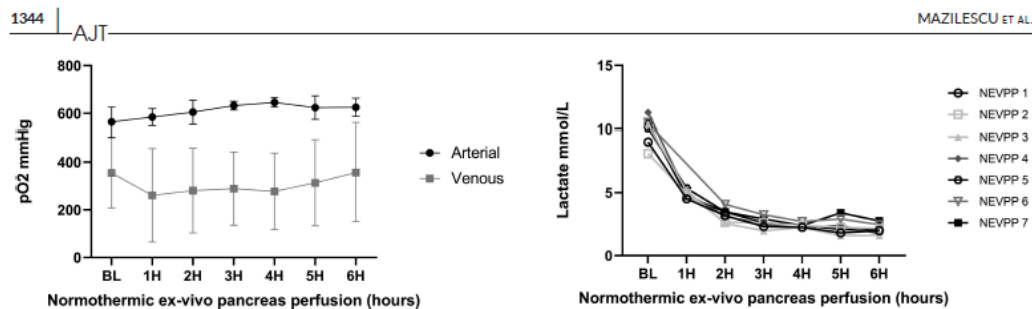 1344
AJT
MAZILESCU ET AL.
800
600
400
200
0
pO2 mmHg
BL 1H 2H 3H 4H 5H 6H
Normothermic ex-vivo pancreas perfusion (hours)
Arterial
Venous
15
10
5
0
Lactate mmol/L
BL 1H 2H 3H 4H 5H 6H
Normothermic ex-vivo pancreas perfusion (hours)
NEVPP 1
NEVPP 2
NEVPP 3
NEVPP 4
NEVPP 5
NEVPP 6
NEVPP 7